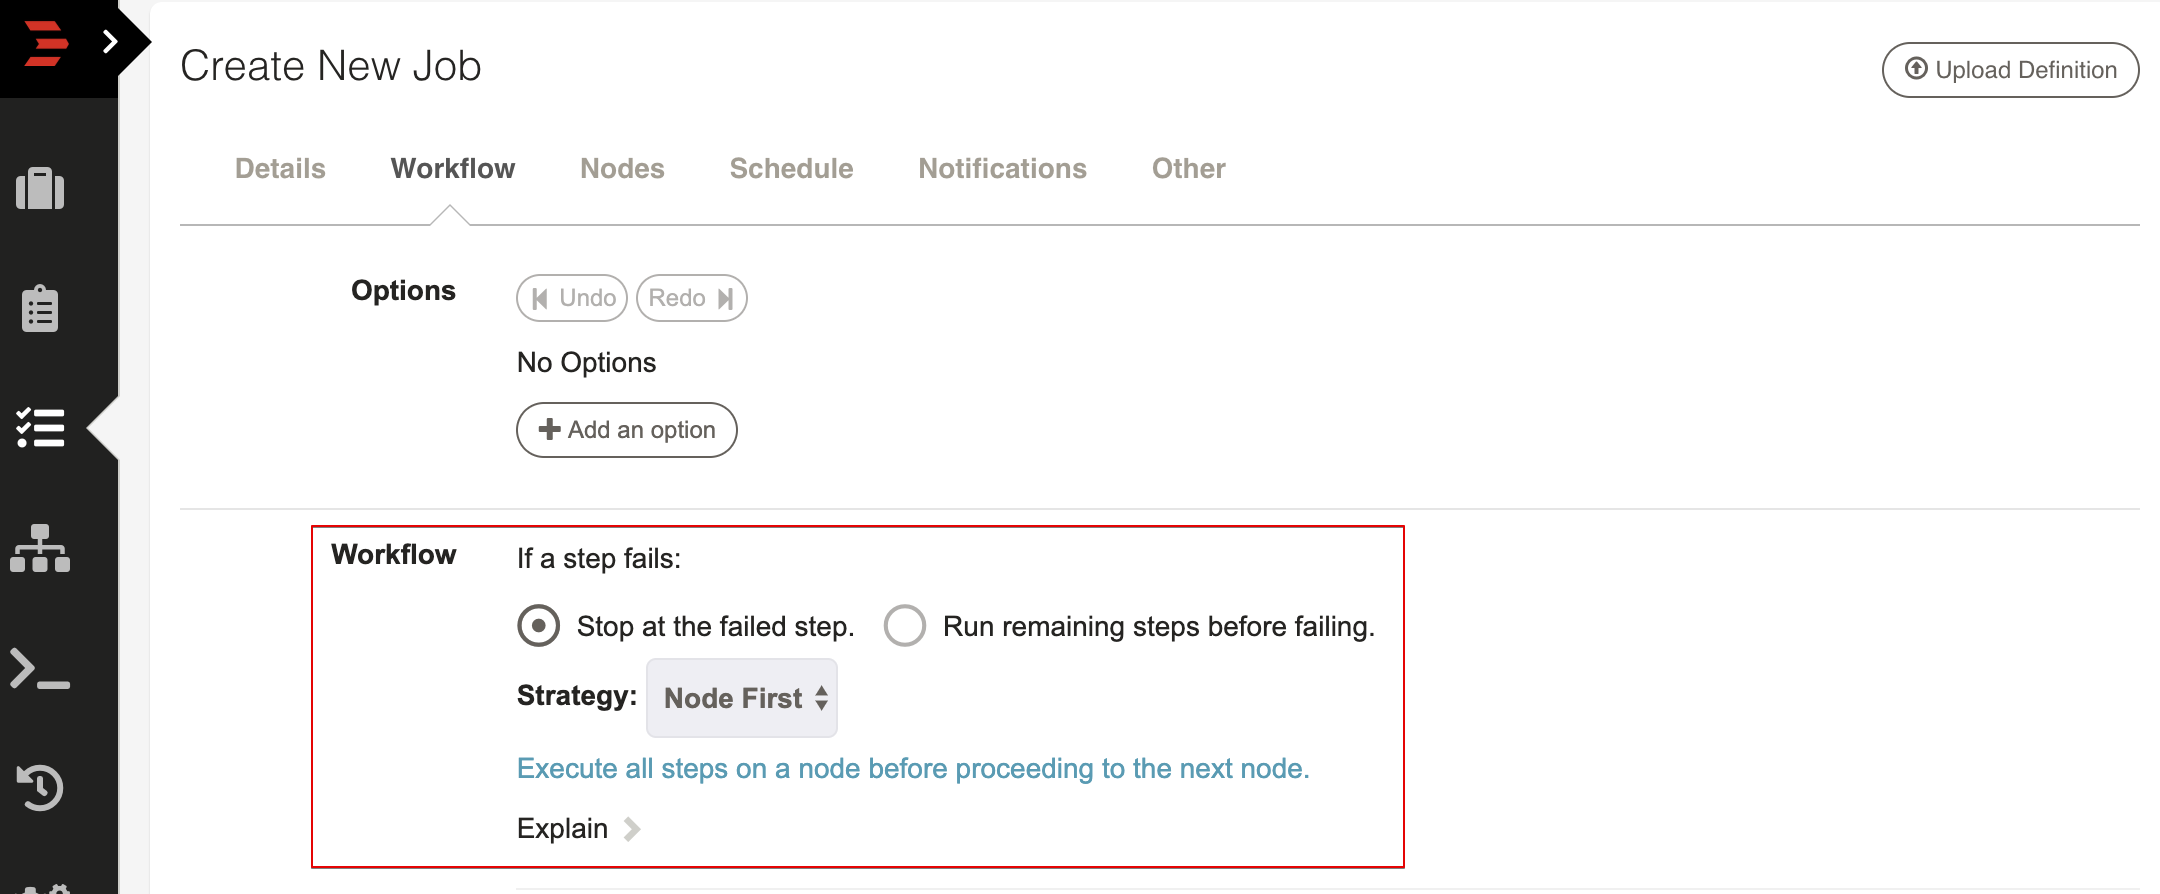 Create New Job
Upload Definition
Details Workflow Nodes Schedule Notifications Other
Options Undo Redo
No Options
Add an option
Workflow If a step fails:
Stop at the failed step. Run remaining steps before failing.
Strategy: Node First
Execute all steps on a node before proceeding to the next node.
Explain